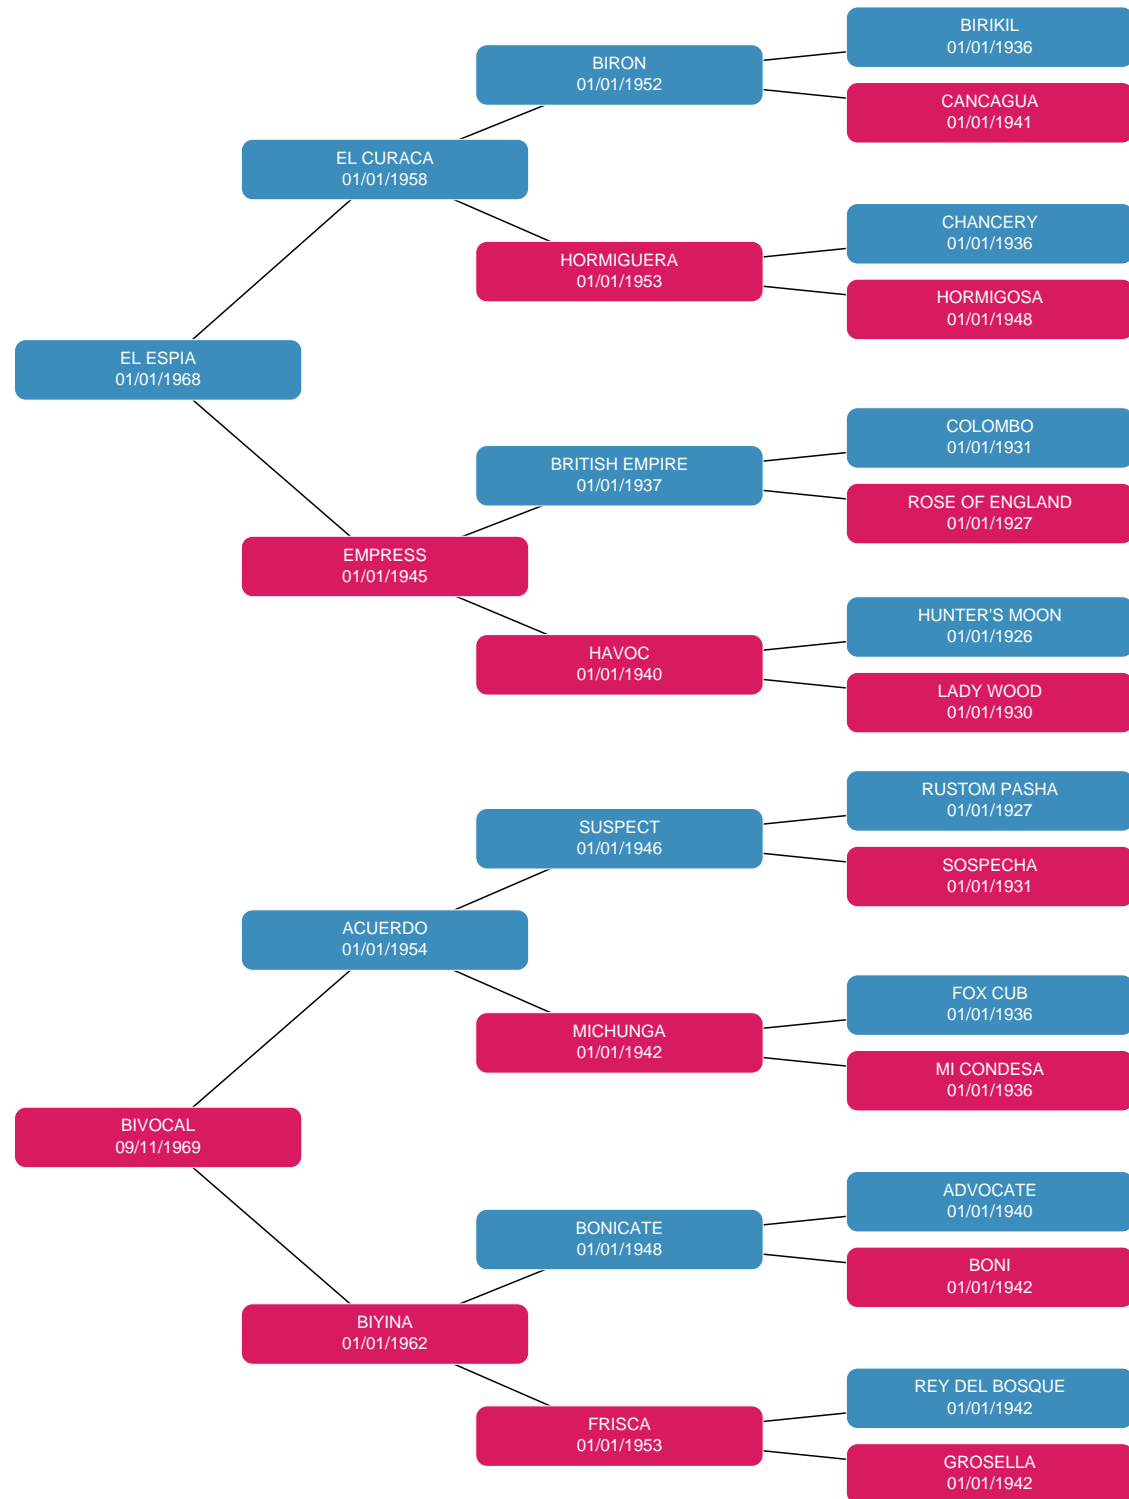 BIRIKIL
01/01/1936
BIRON
01/01/1952
CANCAGUA
01/01/1941
EL CURACA
01/01/1958
CHANCERY
01/01/1936
HORMIGUERA
01/01/1953
HORMIGOSA
01/01/1948
EL ESPIA
01/01/1968
COLOMBO
01/01/1931
BRITISH EMPIRE
01/01/1937
ROSE OF ENGLAND
01/01/1927
EMPRESS
01/01/1945
HUNTER'S MOON
01/01/1926
HAVOC
01/01/1940
LADY WOOD
01/01/1930
RUSTOM PASHA
01/01/1927
SUSPECT
01/01/1946
SOSPECHA
01/01/1931
ACUERDO
01/01/1954
FOX CUB
01/01/1936
MICHUNGA
01/01/1942
MI CONDESA
01/01/1936
BIVOCAL
09/11/1969
ADVOCATE
01/01/1940
BONICATE
01/01/1948
BONI
01/01/1942
BIYINA
01/01/1962
REY DEL BOSQUE
01/01/1942
FRISCA
01/01/1953
GROSELLA
01/01/1942